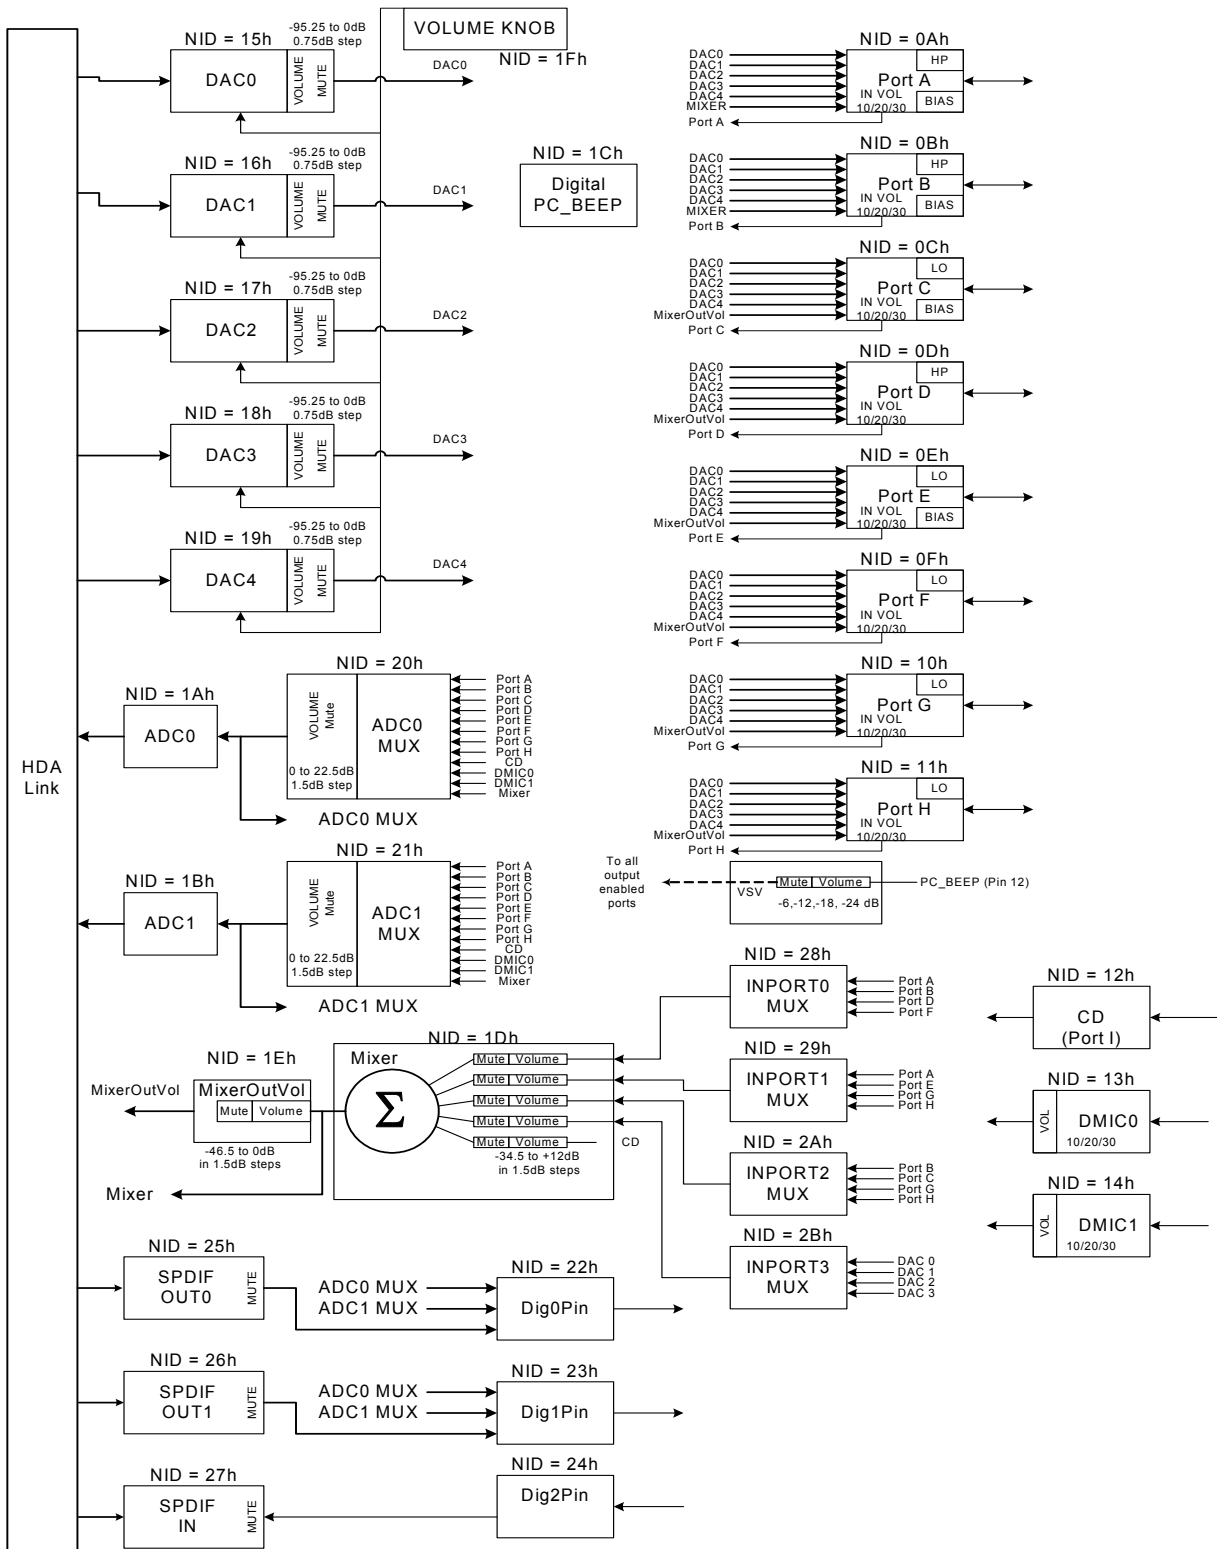 HDA
Link
VOLUME KNOB
NID = 1Fh
NID = 15h
-95.25 to 0dB
0.75dB step
DAC0
VOLUME
MUTE
DAC0
NID = 16h
-95.25 to 0dB
0.75dB step
DAC1
VOLUME
MUTE
DAC1
NID = 17h
-95.25 to 0dB
0.75dB step
DAC2
VOLUME
MUTE
DAC2
NID = 18h
-95.25 to 0dB
0.75dB step
DAC3
VOLUME
MUTE
DAC3
NID = 19h
-95.25 to 0dB
0.75dB step
DAC4
VOLUME
MUTE
DAC4
NID = 1Ch
Digital
PC_BEEP
NID = 0Ah
DAC0
DAC1
DAC2
DAC3
DAC4
MIXER
HP
Port A
IN VOL
10/20/30
BIAS
Port A
NID = 0Bh
DAC0
DAC1
DAC2
DAC3
DAC4
MIXER
HP
Port B
IN VOL
10/20/30
BIAS
Port B
NID = 0Ch
DAC0
DAC1
DAC2
DAC3
DAC4
MixerOutVol
LO
Port C
IN VOL
10/20/30
BIAS
Port C
NID = 0Dh
DAC0
DAC1
DAC2
DAC3
DAC4
MixerOutVol
HP
Port D
IN VOL
10/20/30
Port D
NID = 0Eh
DAC0
DAC1
DAC2
DAC3
DAC4
MixerOutVol
LO
Port E
IN VOL
10/20/30
BIAS
Port E
NID = 0Fh
DAC0
DAC1
DAC2
DAC3
DAC4
MixerOutVol
LO
Port F
IN VOL
10/20/30
Port F
NID = 10h
DAC0
DAC1
DAC2
DAC3
DAC4
MixerOutVol
LO
Port G
IN VOL
10/20/30
Port G
NID = 11h
DAC0
DAC1
DAC2
DAC3
DAC4
MixerOutVol
LO
Port H
IN VOL
10/20/30
Port H
NID = 1Ah
ADC0
NID = 20h
VOLUME
Mute
0 to 22.5dB
1.5dB step
ADC0
MUX
Port A
Port B
Port C
Port D
Port E
Port F
Port G
Port H
CD
DMIC0
DMIC1
Mixer
ADC0 MUX
NID = 1Bh
ADC1
NID = 21h
VOLUME
Mute
0 to 22.5dB
1.5dB step
ADC1
MUX
Port A
Port B
Port C
Port D
Port E
Port F
Port G
Port H
CD
DMIC0
DMIC1
Mixer
ADC1 MUX
To all
output
enabled
ports
VSV
Mute
Volume
-6,-12,-18, -24 dB
PC_BEEP (Pin 12)
NID = 1Eh
MixerOutVol
MixerOutVol
Mute
Volume
-46.5 to 0dB
in 1.5dB steps
Mixer
NID = 1Dh
Mixer
Σ
Mute Volume
Mute Volume
Mute Volume
Mute Volume
Mute Volume
CD
-34.5 to +12dB
in 1.5dB steps
NID = 28h
INPORT0
MUX
Port A
Port B
Port D
Port F
NID = 29h
INPORT1
MUX
Port A
Port E
Port G
Port H
NID = 2Ah
INPORT2
MUX
Port B
Port C
Port G
Port H
NID = 2Bh
INPORT3
MUX
DAC 0
DAC 1
DAC 2
DAC 3
NID = 12h
CD
(Port I)
NID = 13h
VOL
DMIC0
10/20/30
NID = 14h
VOL
DMIC1
10/20/30
NID = 25h
SPDIF
OUT0
MUTE
ADC0 MUX
ADC1 MUX
NID = 22h
Dig0Pin
NID = 26h
SPDIF
OUT1
MUTE
ADC0 MUX
ADC1 MUX
NID = 23h
Dig1Pin
NID = 27h
SPDIF
IN
MUTE
NID = 24h
Dig2Pin